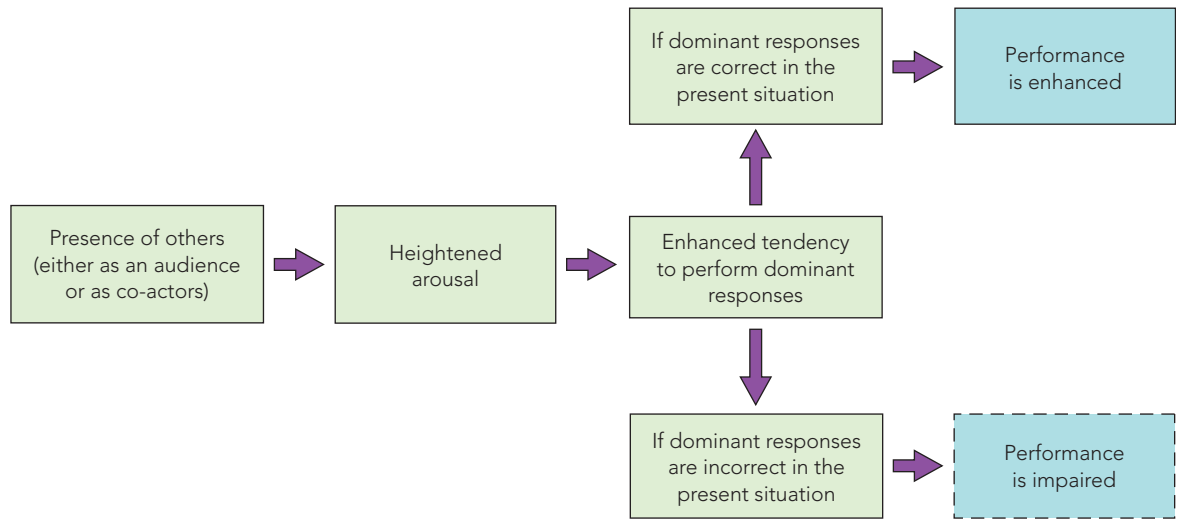 Presence of others
(either as an audience
or as co-actors)
Heightened
arousal
Enhanced tendency
to perform dominant
responses
If dominant responses
are correct in the
present situation
Performance
is enhanced
If dominant responses
are incorrect in the
present situation
Performance
is impaired